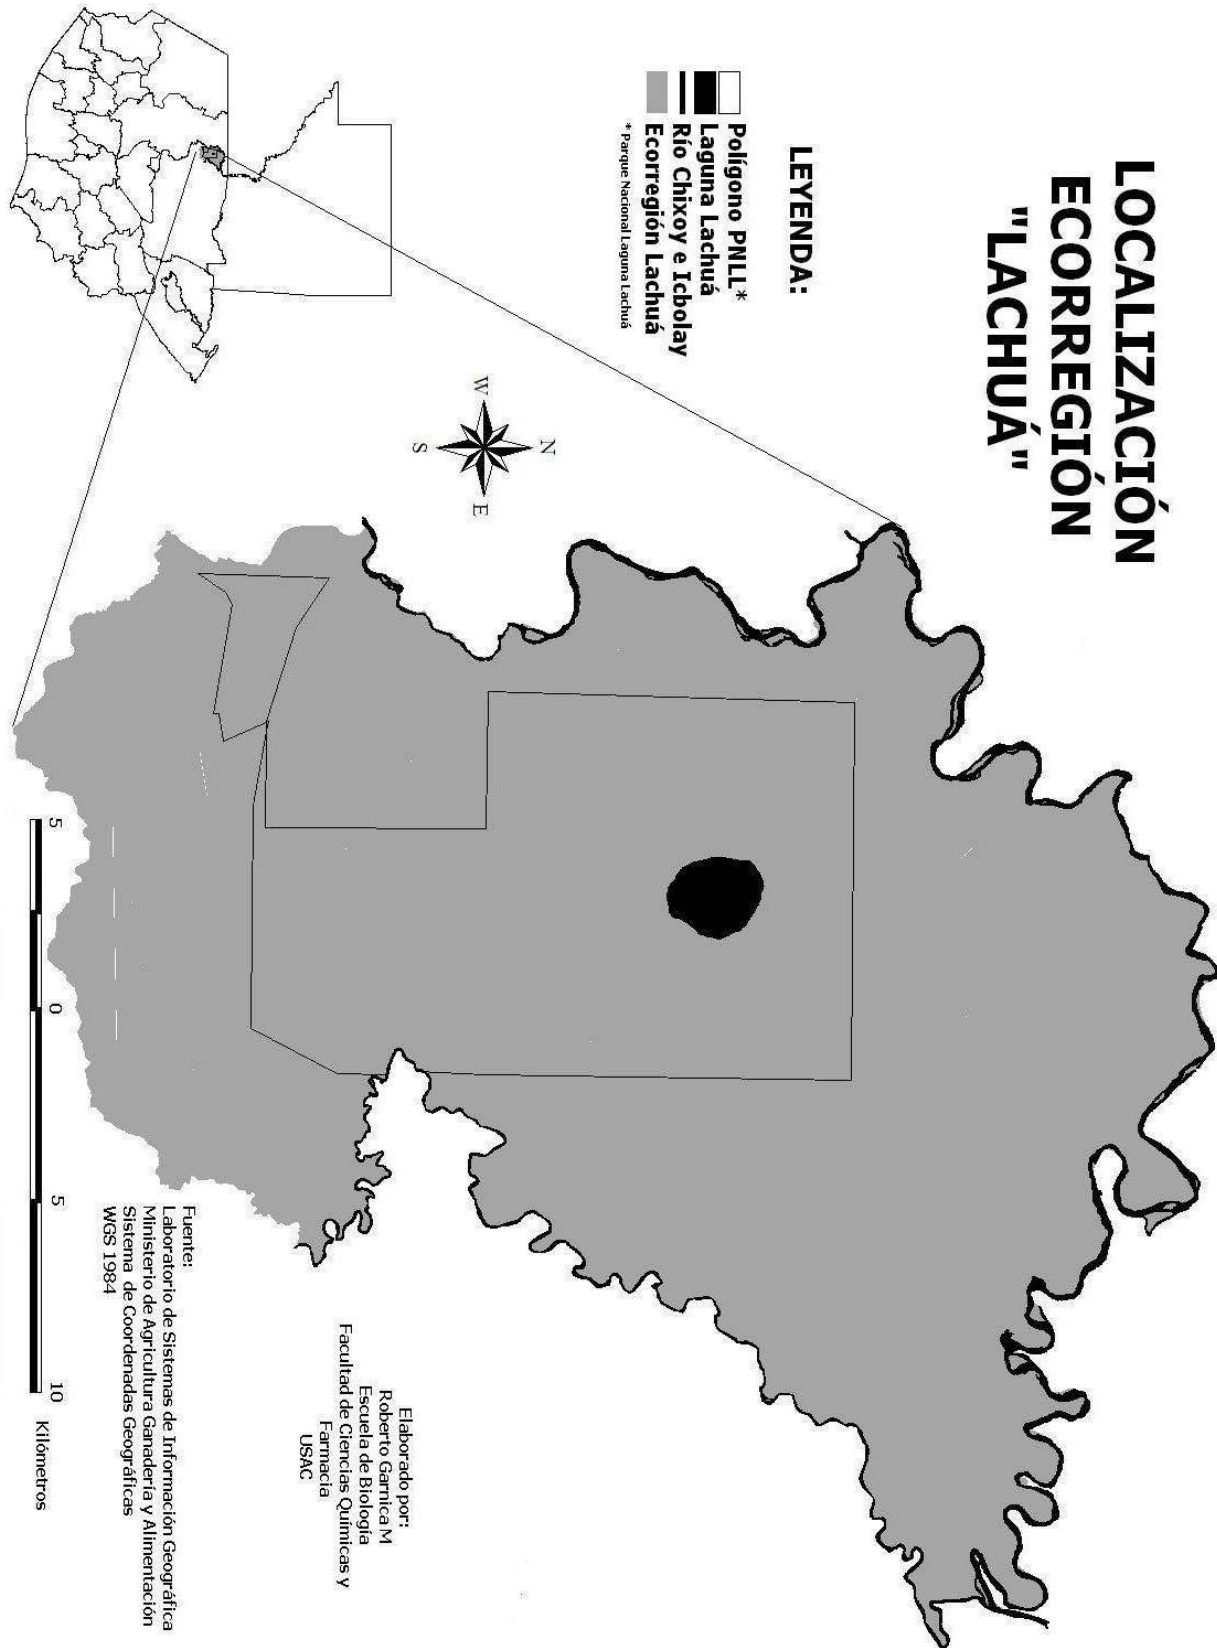 LOCALIZACIÓN
ECORREGIÓN
"LACHUÁ"
LEYENDA:
Polígono PNLL*
Laguna Lachuá
Río Chixoy e Icbolay
Ecorregión Lachuá
* Parque Nacional Laguna Lachuá
N
W
E
S
Elaborado por:
Roberto Garnica M
Escuela de Biología
Facultad de Ciencias Químicas y
Farmacia
USAC
Fuente:
Laboratorio de Sistemas de Información Geográfica
Ministerio de Agricultura Ganadería y Alimentación
Sistema de Coordenadas Geográficas
WGS 1984
5 0 5 10 Kilómetros